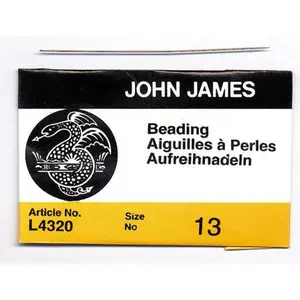 JOHN JAMES
Beading
Aiguilles à Perles
Aufreihnadeln
Article No.
L4320
Size
No
13